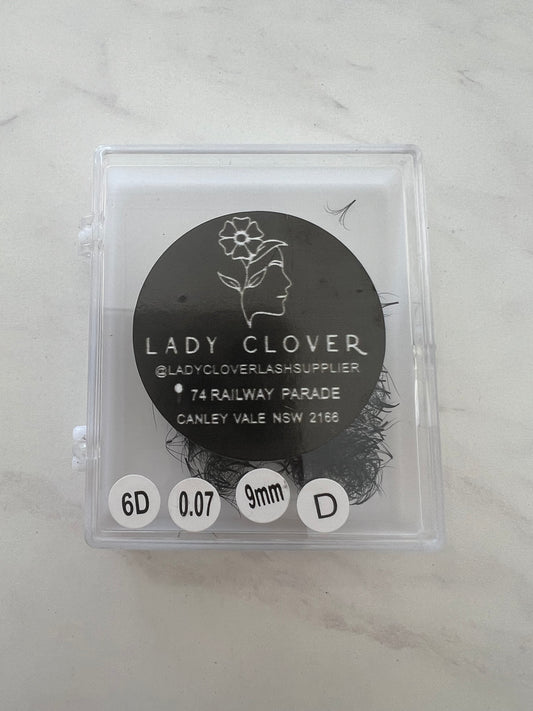 LADY CLOVER
@LADYCLOVERLASHSUPPLIER
74 RAILWAY PARADE
CANLEY VALE NSW 2166
6D 0.07 9mm D